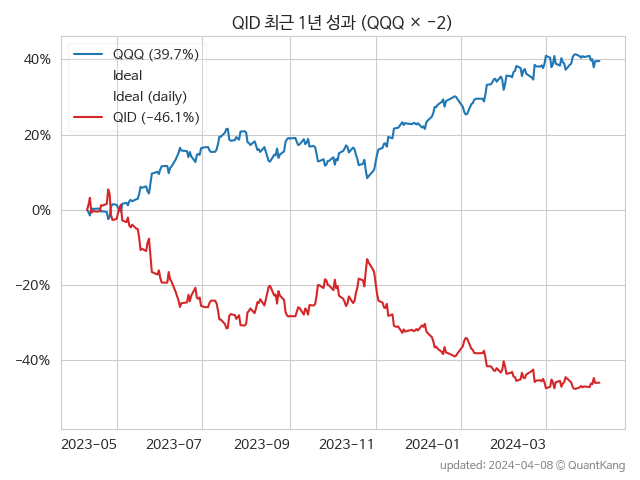 QID 최근 1년 성과 (QQQ × −2)
QQQ (39.7%)
Ideal
Ideal (daily)
QID (−46.1%)
40%
20%
0%
−20%
−40%
2023-05 2023-07 2023-09 2023-11 2024-01 2024-03
updated: 2024-04-08 © QuantKang